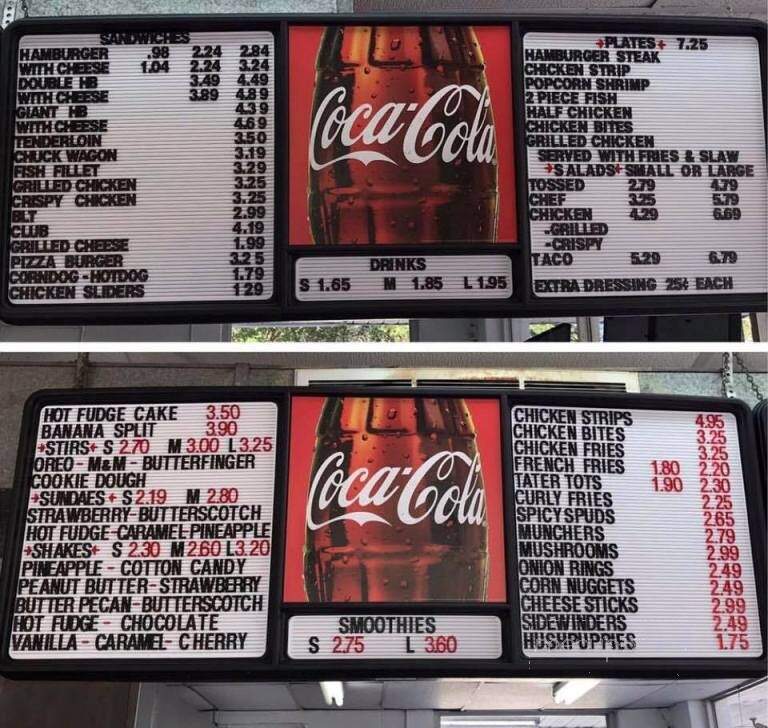 SANDWICHES
HAMBURGER .98 2.24 2.84
WITH CHEESE 1.04 2.24 3.24
DOUBLE HB 3.49 4.49
WITH CHEESE 3.89 4.89
GIANT HB 4.39
WITH CHEESE 4.69
TENDERLOIN 3.50
CHUCK WAGON 3.19
FISH FILLET 3.29
GRILLED CHICKEN 3.25
CRISPY CHICKEN 3.25
BLT 2.99
CLUB 4.19
GRILLED CHEESE 1.99
PIZZA BURGER 3.25
CORNDOG - HOTDOG 1.79
CHICKEN SLIDERS 1 29
Coca-Cola
DRINKS
S 1.65 M 1.85 L 1.95
PLATES 7.25
HAMBURGER STEAK
CHICKEN STRIP
POPCORN SHRIMP
2 PIECE FISH
HALF CHICKEN
CHICKEN BITES
GRILLED CHICKEN
SERVED WITH FRIES & SLAW
SALADS SMALL OR LARGE
TOSSED 2.79 4.79
CHEF 3.25 5.79
CHICKEN 4.29 6.69
-GRILLED
-CRISPY
TACO 5.29 6.79
EXTRA DRESSING 25¢ EACH
HOT FUDGE CAKE 3.50
BANANA SPLIT 3.90
STIRS S 2.70 M 3.00 L 3.25
OREO - M&M - BUTTERFINGER
COOKIE DOUGH
SUNDAES S 2.19 M 2.80
STRAWBERRY-BUTTERSCOTCH
HOT FUDGE-CARAMEL-PINEAPPLE
SHAKES S 2.30 M 2.60 L 3.20
PINEAPPLE - COTTON CANDY
PEANUT BUTTER - STRAWBERRY
BUTTER PECAN-BUTTERSCOTCH
HOT FUDGE - CHOCOLATE
VANILLA - CARAMEL - CHERRY
Coca-Cola
SMOOTHIES
S 2.75 L 3.60
CHICKEN STRIPS 4.95
CHICKEN BITES 3.25
CHICKEN FRIES 3.25
FRENCH FRIES 1.80 2.20
TATER TOTS 1.90 2.30
CURLY FRIES 2.25
SPICY SPUDS 2.65
MUNCHERS 2.79
MUSHROOMS 2.99
ONION RINGS 2.49
CORN NUGGETS 2.49
CHEESE STICKS 2.99
SIDEWINDERS 2.49
HUSHPUPPIES 1.75